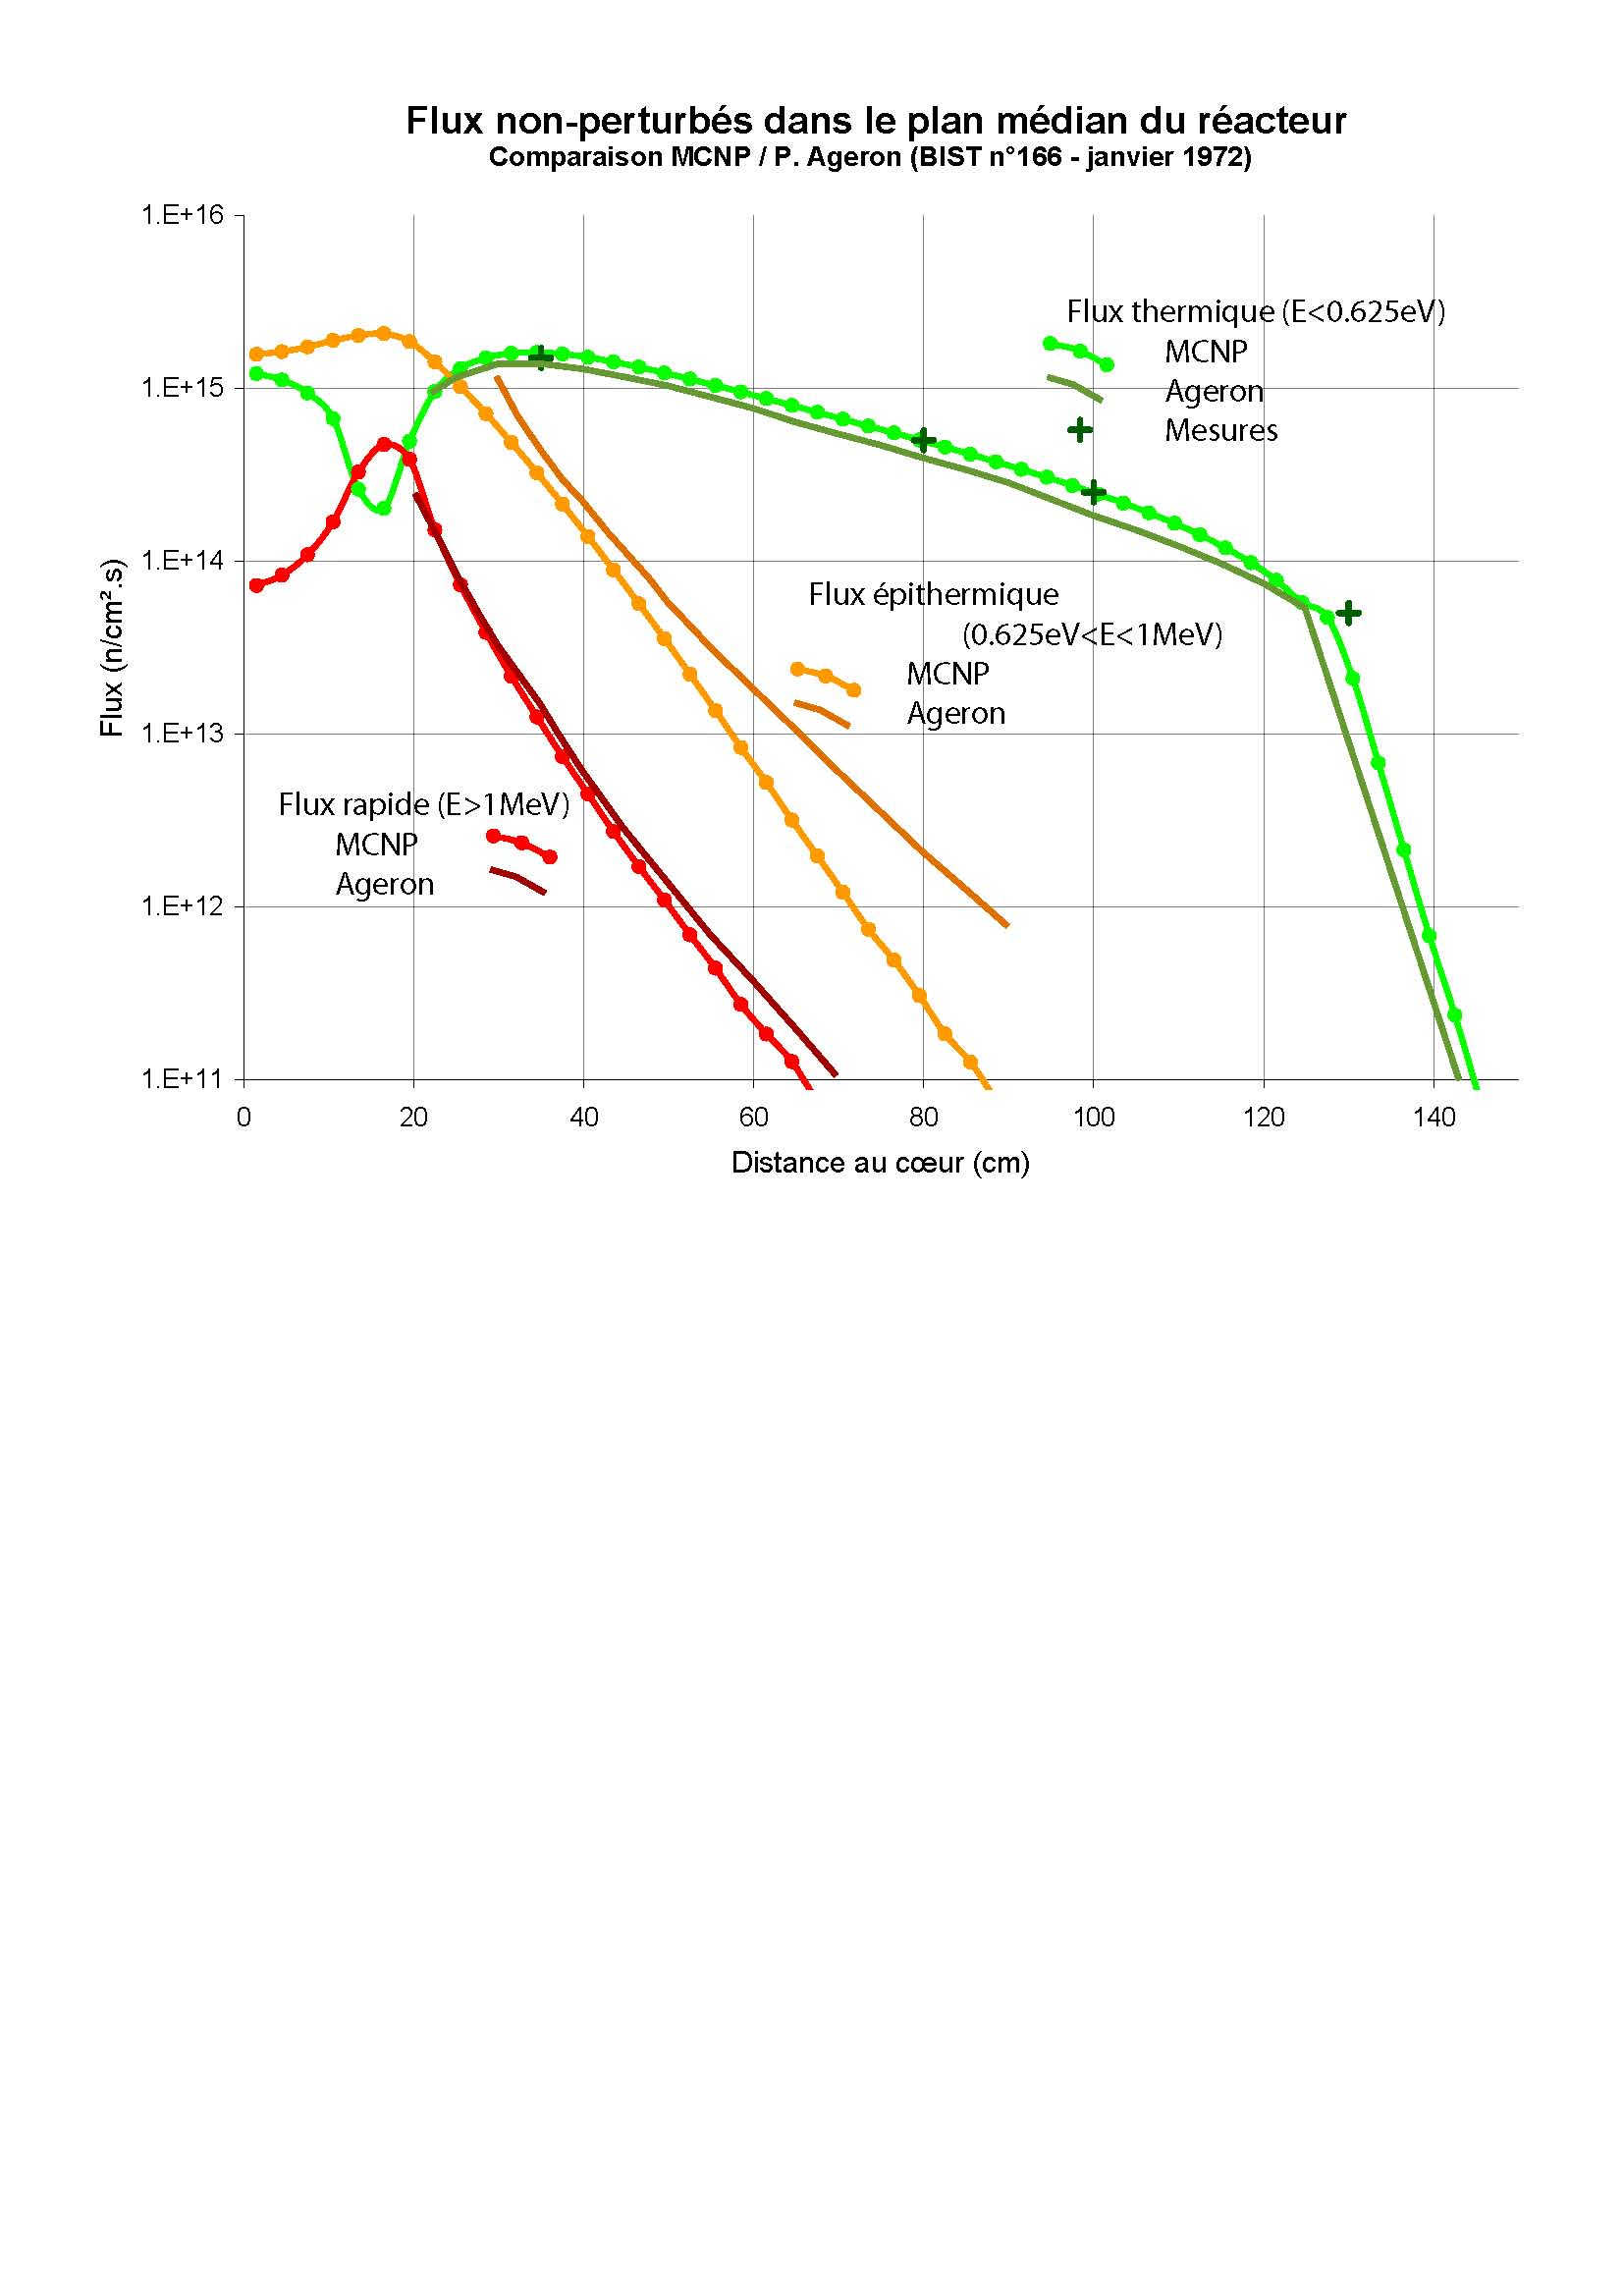 Flux non-perturbés dans le plan médian du réacteur
Comparaison MCNP / P. Ageron (BIST n°166 - janvier 1972)
1.E+16
1.E+15
1.E+14
1.E+13
1.E+12
1.E+11
Flux (n/cm².s)
Flux thermique (E<0.625eV)
MCNP
Ageron
Mesures
Flux épithermique
(0.625eV<E<1MeV)
MCNP
Ageron
Flux rapide (E>1MeV)
MCNP
Ageron
0 20 40 60 80 100 120 140
Distance au cœur (cm)